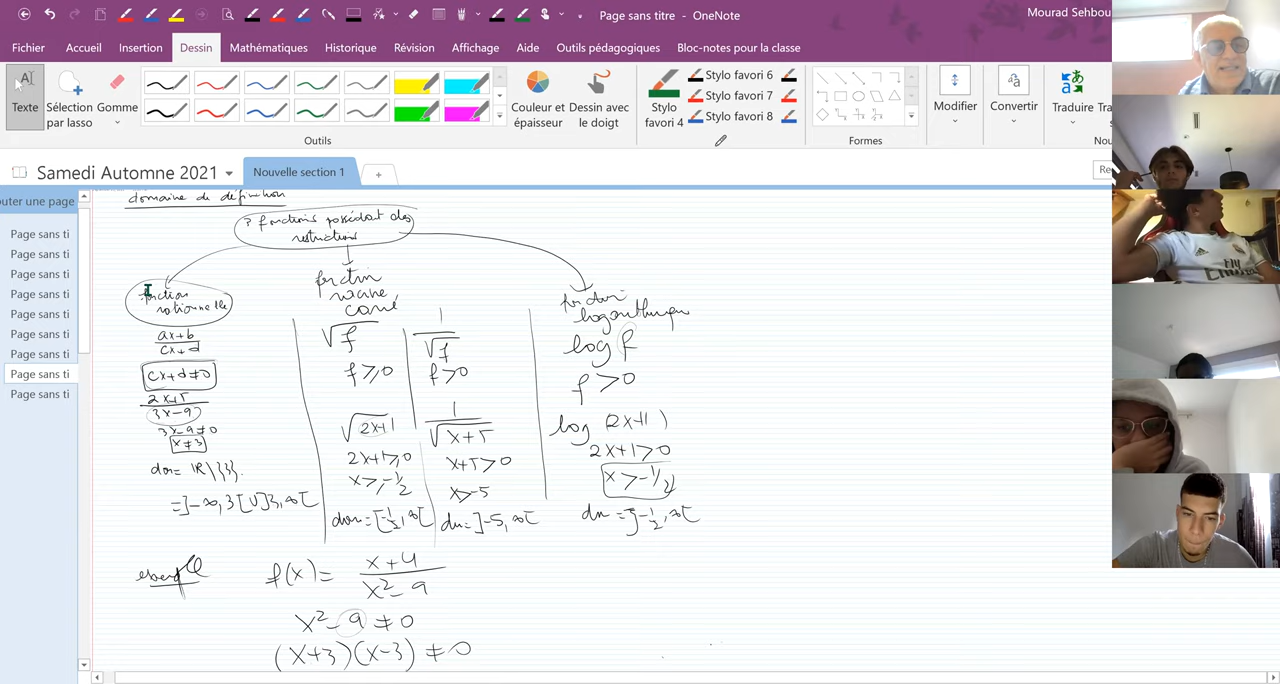 Page sans titre - OneNote
Mourad Sehbou
Fichier Accueil Insertion Dessin Mathématiques Historique Révision Affichage Aide Outils pédagogiques Bloc-notes pour la classe
Texte
Sélection par lasso
Gomme
Couleur et épaisseur
Dessin avec le doigt
Stylo favori 4
Stylo favori 6
Stylo favori 7
Stylo favori 8
Modifier
Convertir
Traduire
Outils
Formes
Samedi Automne 2021
Nouvelle section 1
outer une page
Page sans ti
Page sans ti
Page sans ti
Page sans ti
Page sans ti
Page sans ti
Page sans ti
Page sans ti
domaine de définition
3 fonctions possédant des
restrictions
fonction
rationnelle
ax+b
cx+d
cx+d≠0
2x+5
3x-9
3x-9≠0
x≠3
dom= ℝ\{3}
=]-∞,3[U]3,∞[
fonction
racine
carré
√f
f≥0
√2x+1
2x+1≥0
x≥-1/2
dom=[-1/2,∞[
1
√f
f>0
1
√x+5
x+5>0
x>-5
dm=]-5,∞[
fonction
logarithmique
log f
f>0
log (2x+1)
2x+1>0
x>-1/2
dm=]-1/2,∞[
exemple
f(x)= x+4
x²-9
x²-9≠0
(x+3)(x-3)≠0